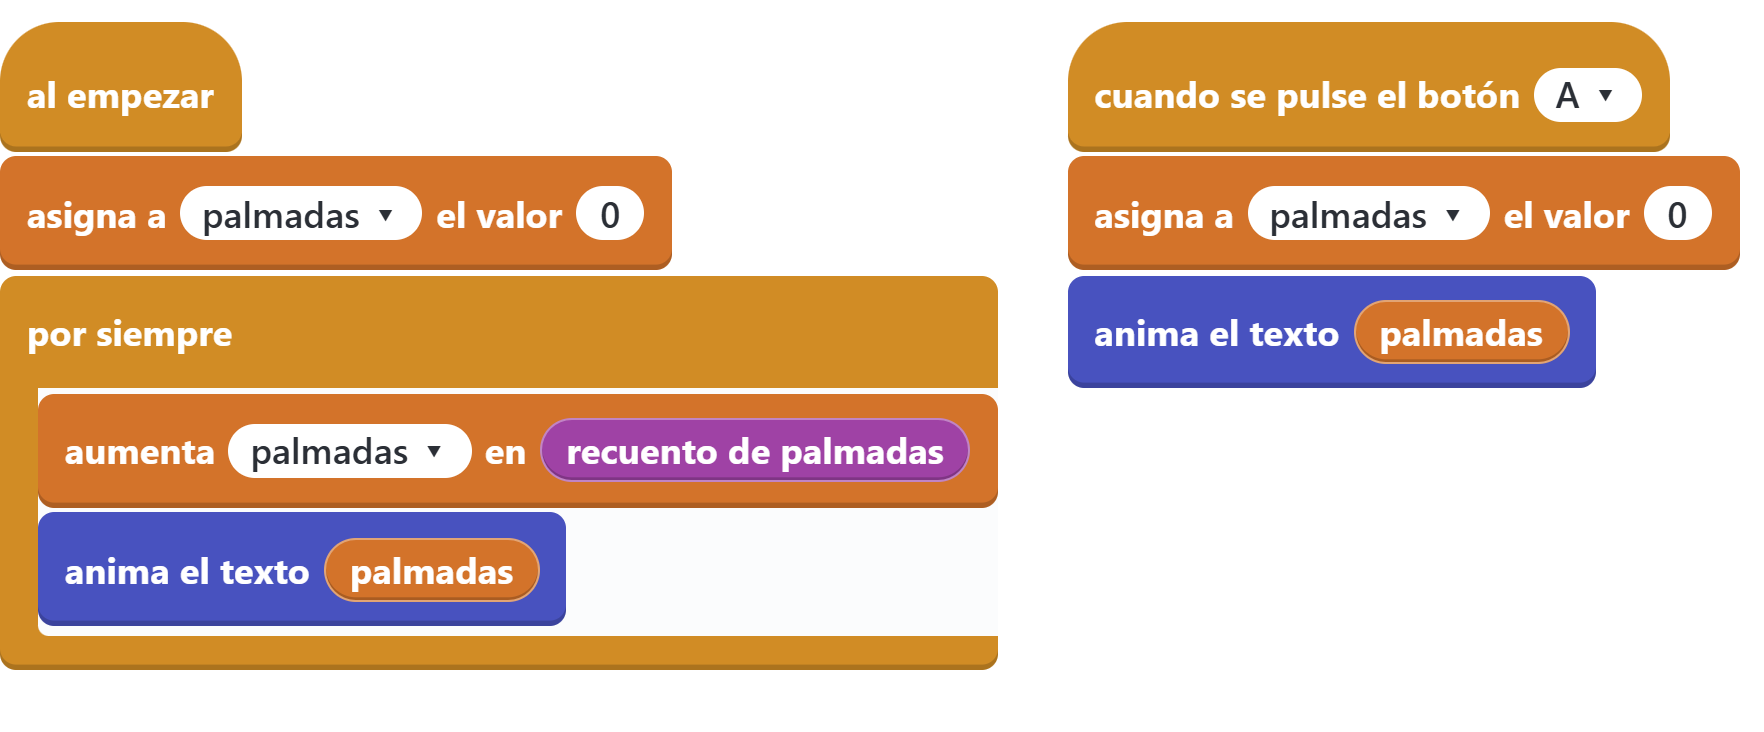 al empezar
asigna a palmadas el valor 0
por siempre
aumenta palmadas en recuento de palmadas
anima el texto palmadas
cuando se pulse el botón A
asigna a palmadas el valor 0
anima el texto palmadas